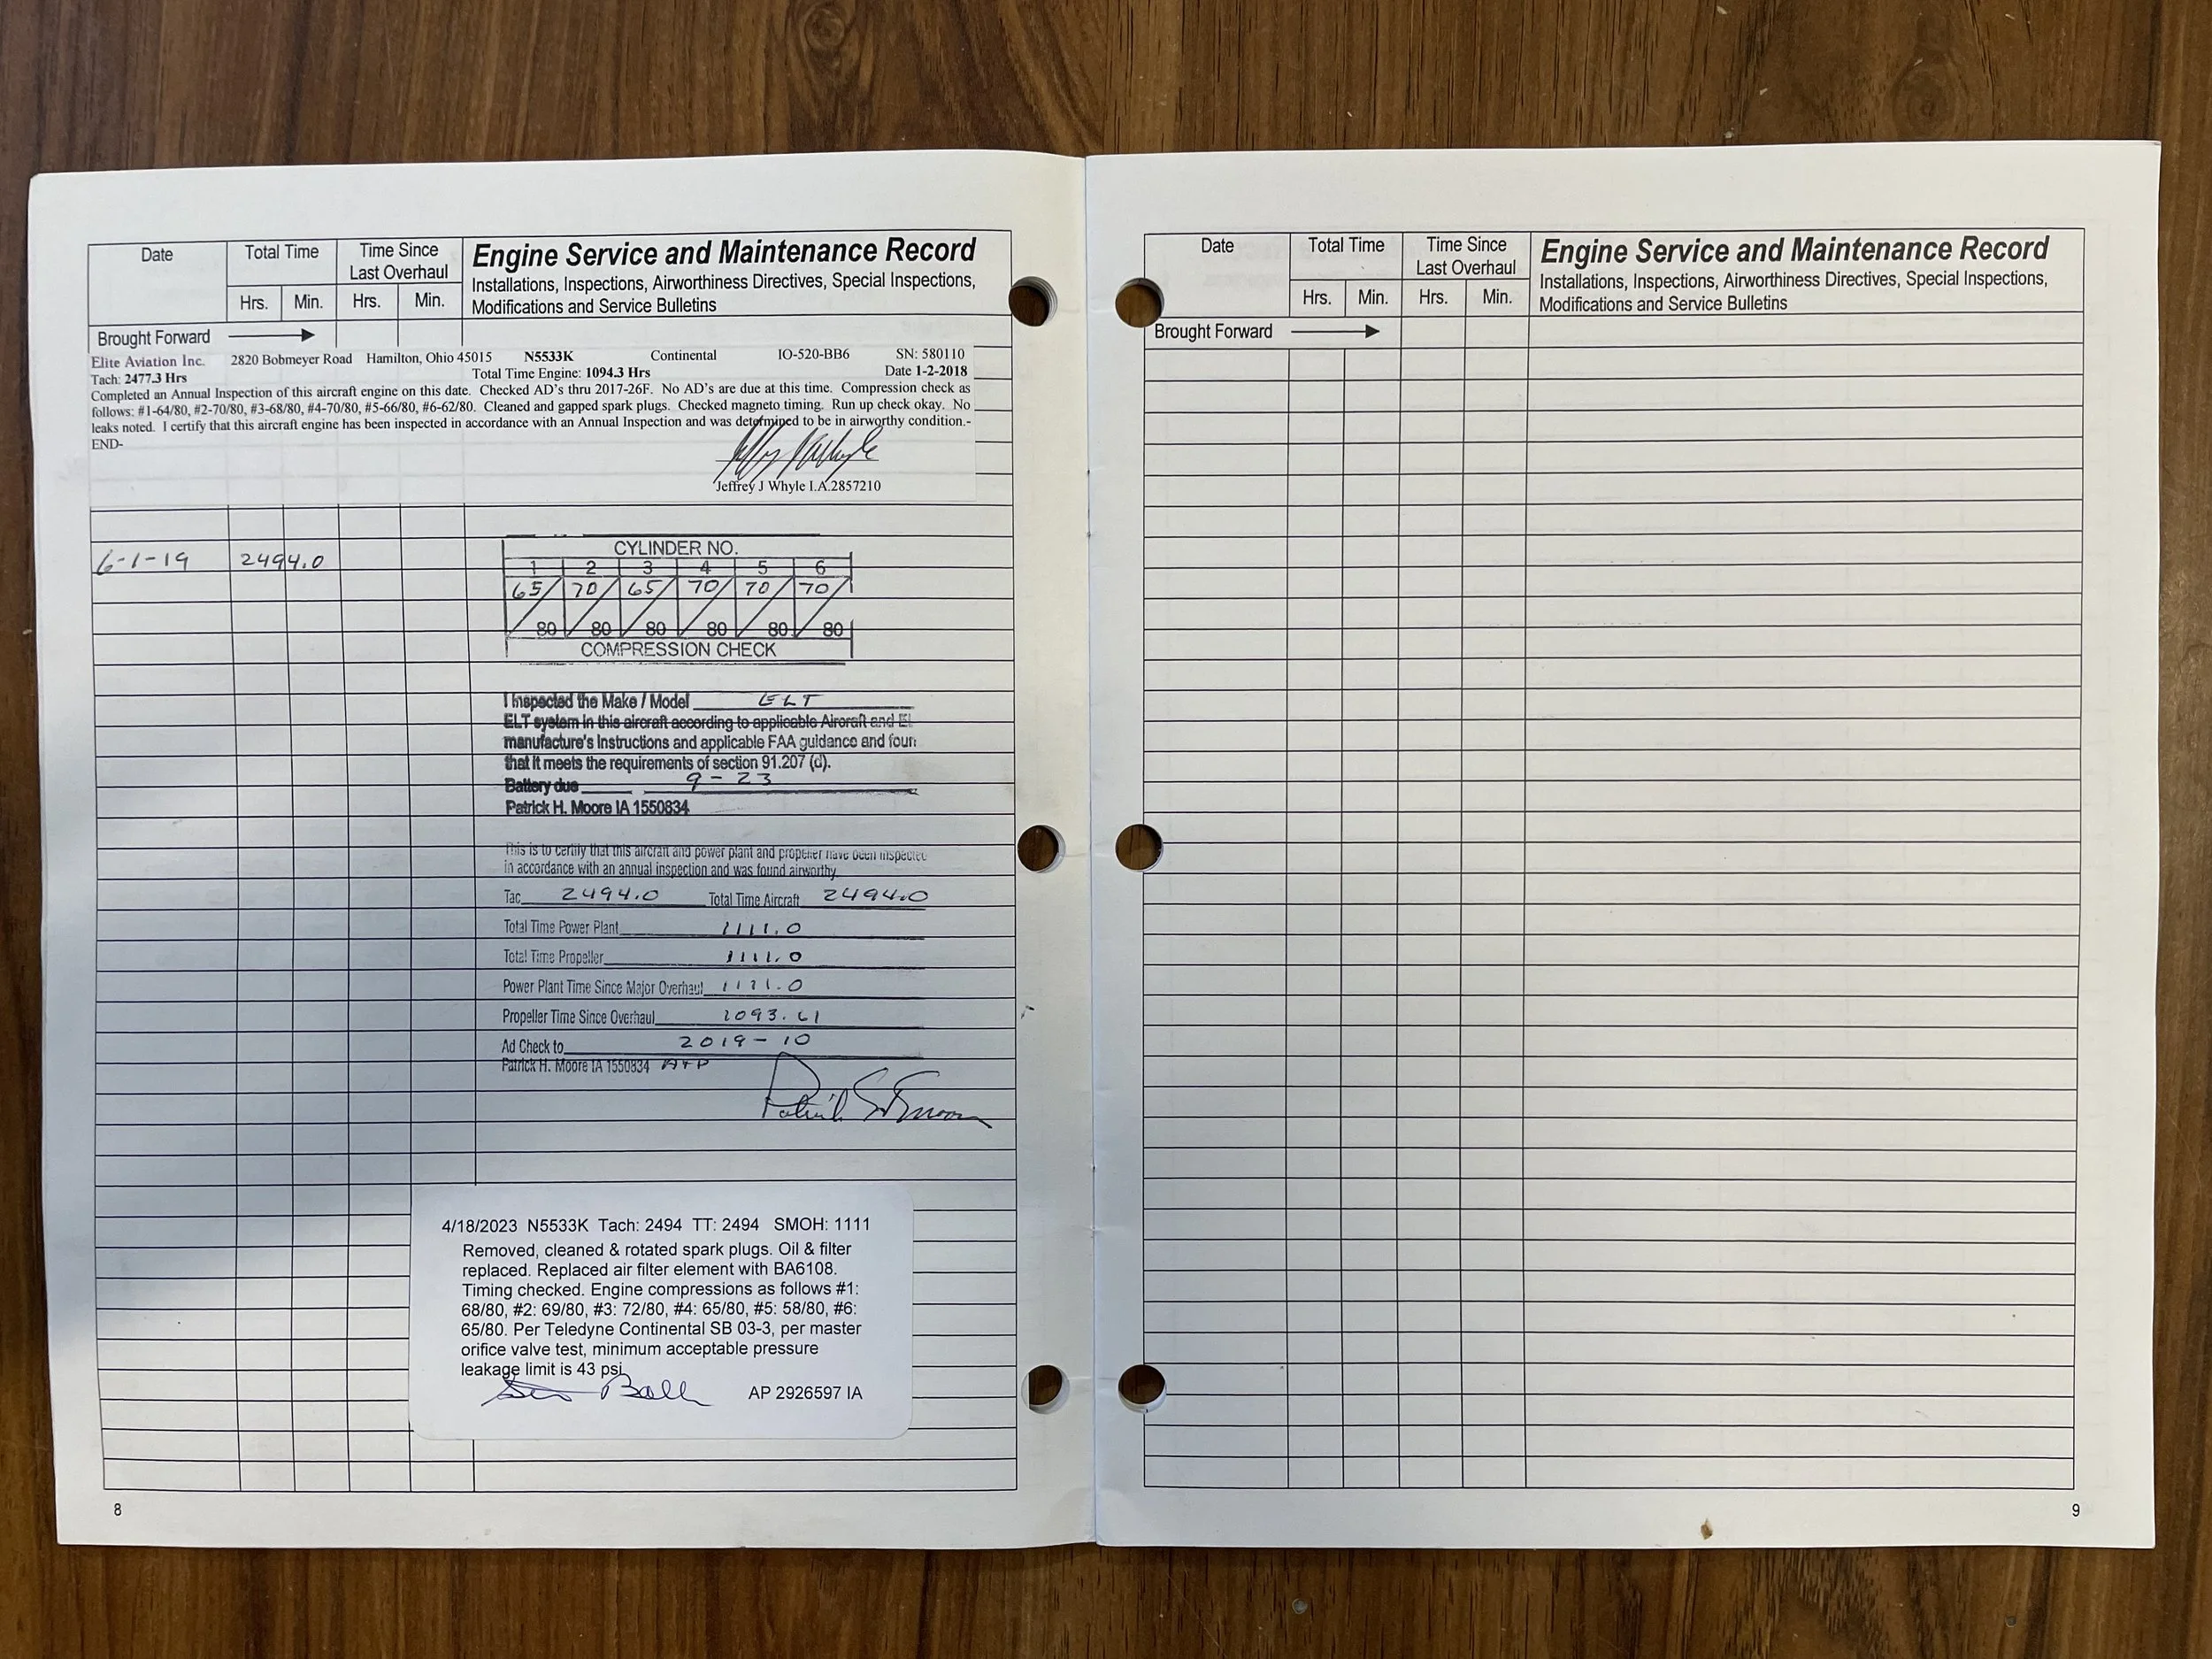 Date Total Time Time Since Last Overhaul Engine Service and Maintenance Record
Installations, Inspections, Airworthiness Directives, Special Inspections,
Hrs. Min. Hrs. Min. Modifications and Service Bulletins
Brought Forward
Elite Aviation Inc. 2820 Bobmeyer Road Hamilton, Ohio 45015 N5533K Continental IO-520-BB6 SN: 580110
Tach: 2477.3 Hrs Total Time Engine: 1094.3 Hrs Date 1-2-2018
Completed an Annual Inspection of this aircraft engine on this date. Checked AD's thru 2017-26F. No AD's are due at this time. Compression check as
follows: #1-64/80, #2-70/80, #3-68/80, #4-70/80, #5-66/80, #6-62/80. Cleaned and gapped spark plugs. Checked magneto timing. Run up check okay. No
leaks noted. I certify that this aircraft engine has been inspected in accordance with an Annual Inspection and was determined to be in airworthy condition.-
END-
Jeffrey J Whyle I.A.2857210
CYLINDER NO.
6-1-19 2494.0
1 2 3 4 5 6
65 70 65 70 70 70
80 80 80 80 80 80
COMPRESSION CHECK
I Inspected the Make / Model ELT
ELT system in this aircraft according to applicable Aircraft and EL
manufacture's Instructions and applicable FAA guidance and foun
that it meets the requirements of section 91.207 (d).
Battery due 9-23
Patrick H. Moore IA 1550834
This is to certify that this aircraft and power plant and propeller have been inspected
in accordance with an annual inspection and was found airworthy
Tac 2494.0 Total Time Aircraft 2494.0
Total Time Power Plant 1111.0
Total Time Propeller 1111.0
Power Plant Time Since Major Overhaul 1111.0
Propeller Time Since Overhaul 1093.61
Ad Check to 2019-10
Patrick H. Moore IA 1550834 A+P
4/18/2023 N5533K Tach: 2494 TT: 2494 SMOH: 1111
Removed, cleaned & rotated spark plugs. Oil & filter
replaced. Replaced air filter element with BA6108.
Timing checked. Engine compressions as follows #1:
68/80, #2: 69/80, #3: 72/80, #4: 65/80, #5: 58/80, #6:
65/80. Per Teledyne Continental SB 03-3, per master
orifice valve test, minimum acceptable pressure
leakage limit is 43 psi.
AP 2926597 IA
8
Date Total Time Time Since Last Overhaul Engine Service and Maintenance Record
Installations, Inspections, Airworthiness Directives, Special Inspections,
Hrs. Min. Hrs. Min. Modifications and Service Bulletins
Brought Forward
9